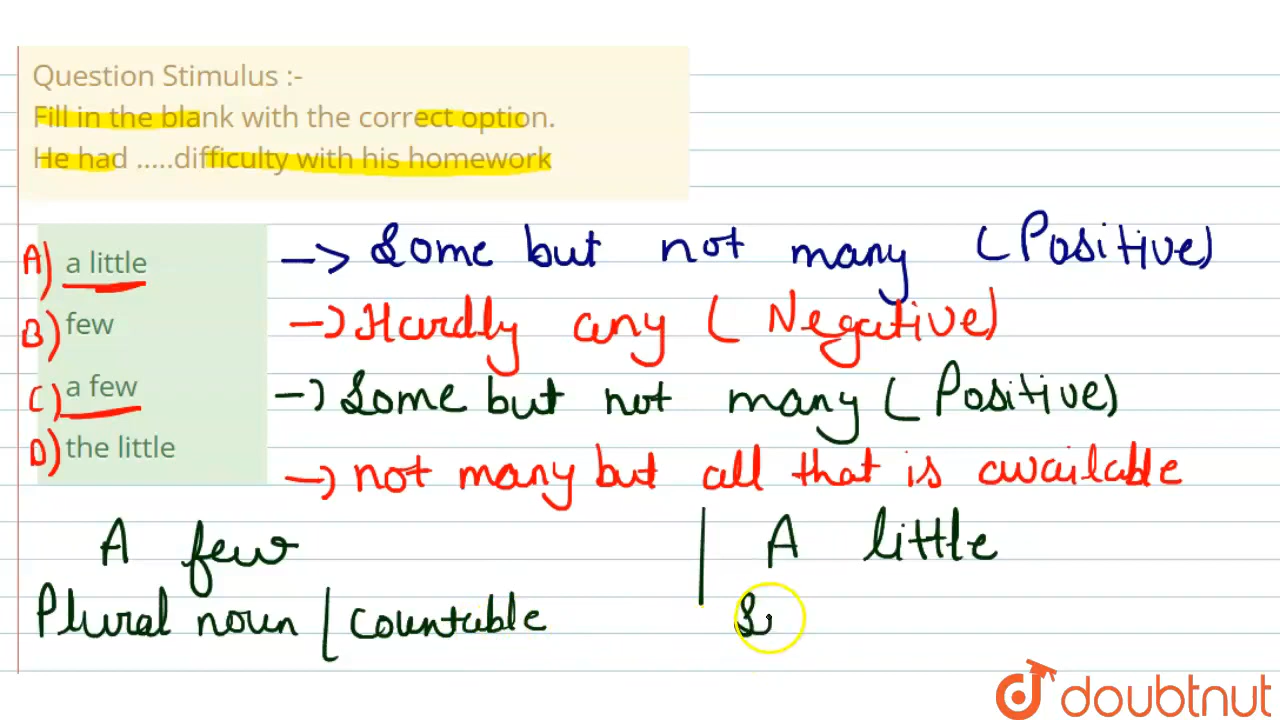 Question Stimulus :-
Fill in the blank with the correct option.
He had .....difficulty with his homework
A) a little -> Some but not many (Positive)
B) few -> Hardly any (Negative)
C) a few -> Some but not many (Positive)
D) the little -> not many but all that is available
A few | A little
Plural noun | countable
doubtnut